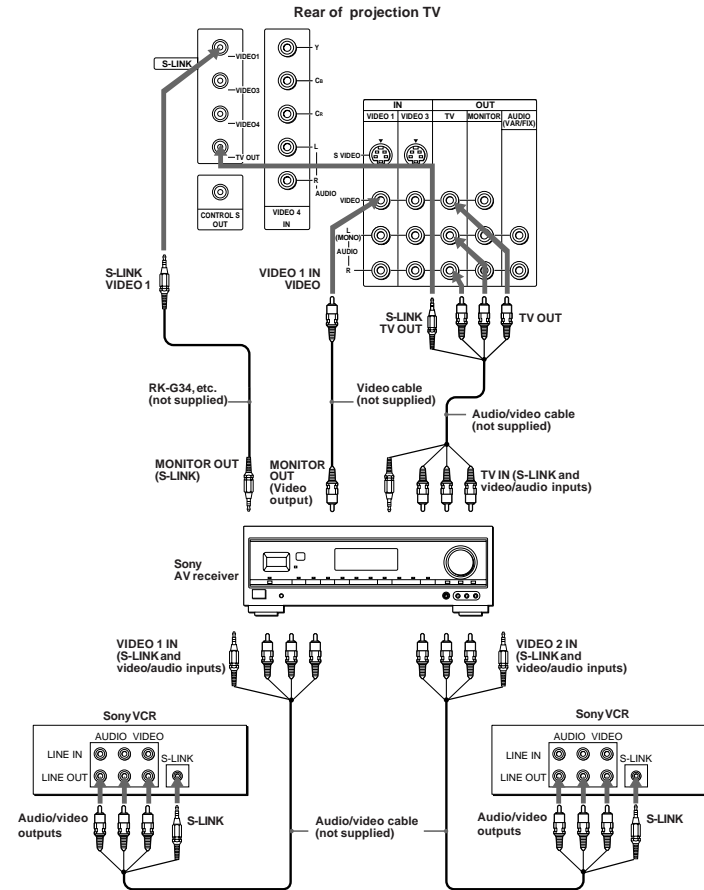 Rear of projection TV
S-LINK
VIDEO1
VIDEO3
VIDEO4
TV OUT
CONTROL S
OUT
Y
CB
CR
L
R
AUDIO
VIDEO 4
IN
IN
OUT
VIDEO 1
VIDEO 3
TV
MONITOR
AUDIO
(VAR/FIX)
S VIDEO
VIDEO
L
(MONO)
AUDIO
R
S-LINK
VIDEO 1
VIDEO 1 IN
VIDEO
S-LINK
TV OUT
TV OUT
RK-G34, etc.
(not supplied)
Video cable
(not supplied)
Audio/video cable
(not supplied)
MONITOR OUT
(S-LINK)
MONITOR
OUT
(Video
output)
TV IN (S-LINK and
video/audio inputs)
Sony
AV receiver
VIDEO 1 IN
(S-LINK and
video/audio inputs)
VIDEO 2 IN
(S-LINK and
video/audio inputs)
Sony VCR
AUDIO VIDEO
LINE IN
S-LINK
LINE OUT
Audio/video
outputs
S-LINK
Audio/video cable
(not supplied)
Sony VCR
AUDIO VIDEO
LINE IN
S-LINK
LINE OUT
Audio/video
outputs
S-LINK